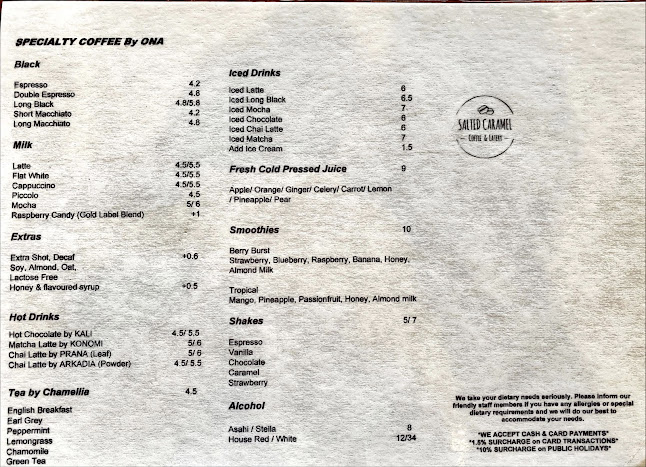 SPECIALTY COFFEE By ONA
Black
Espresso 4.2
Double Espresso 4.8
Long Black 4.8/5.8
Short Macchiato 4.2
Long Macchiato 4.8
Milk
Latte 4.5/5.5
Flat White 4.5/5.5
Cappuccino 4.5/5.5
Piccolo 4.5
Mocha 5/ 6
Raspberry Candy (Gold Label Blend) +1
Extras
Extra Shot, Decaf +0.6
Soy, Almond, Oat,
Lactose Free
Honey & flavoured syrup +0.5
Hot Drinks
Hot Chocolate by KALI 4.5/ 5.5
Matcha Latte by KONOMI 5/ 6
Chai Latte by PRANA (Leaf) 5/ 6
Chai Latte by ARKADIA (Powder) 4.5/ 5.5
Tea by Chamellia 4.5
English Breakfast
Earl Grey
Peppermint
Lemongrass
Chamomile
Green Tea
Iced Drinks
Iced Latte 6
Iced Long Black 6.5
Iced Mocha 7
Iced Chocolate 6
Iced Chai Latte 6
Iced Matcha 7
Add Ice Cream 1.5
Fresh Cold Pressed Juice 9
Apple/ Orange/ Ginger/ Celery/ Carrot/ Lemon
/ Pineapple/ Pear
Smoothies 10
Berry Burst
Strawberry, Blueberry, Raspberry, Banana, Honey,
Almond Milk
Tropical
Mango, Pineapple, Passionfruit, Honey, Almond milk
Shakes 5/ 7
Espresso
Vanilla
Chocolate
Caramel
Strawberry
Alcohol
Asahi / Stella 8
House Red / White 12/34
SALTED CARAMEL
COFFEE & EATERY
We take your dietary needs seriously. Please inform our
friendly staff members if you have any allergies or special
dietary requirements and we will do our best to
accommodate your needs.
*WE ACCEPT CASH & CARD PAYMENTS*
*1.5% SURCHARGE on CARD TRANSACTIONS*
*10% SURCHARGE on PUBLIC HOLIDAYS*